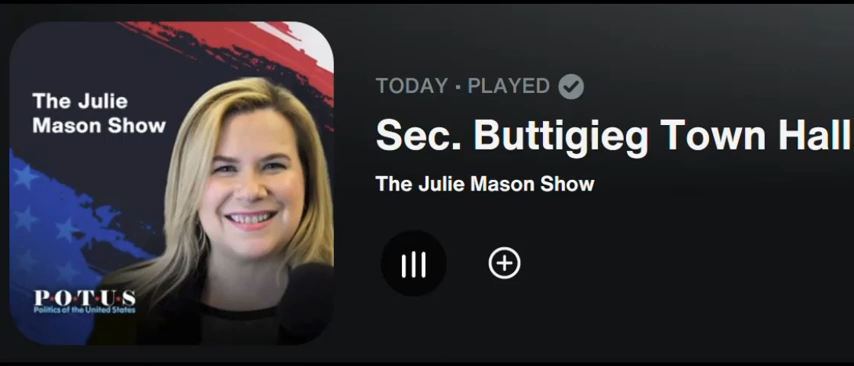 The Julie
Mason Show
P·O·T·U·S
Politics of the United States
TODAY · PLAYED
Sec. Buttigieg Town Hall
The Julie Mason Show